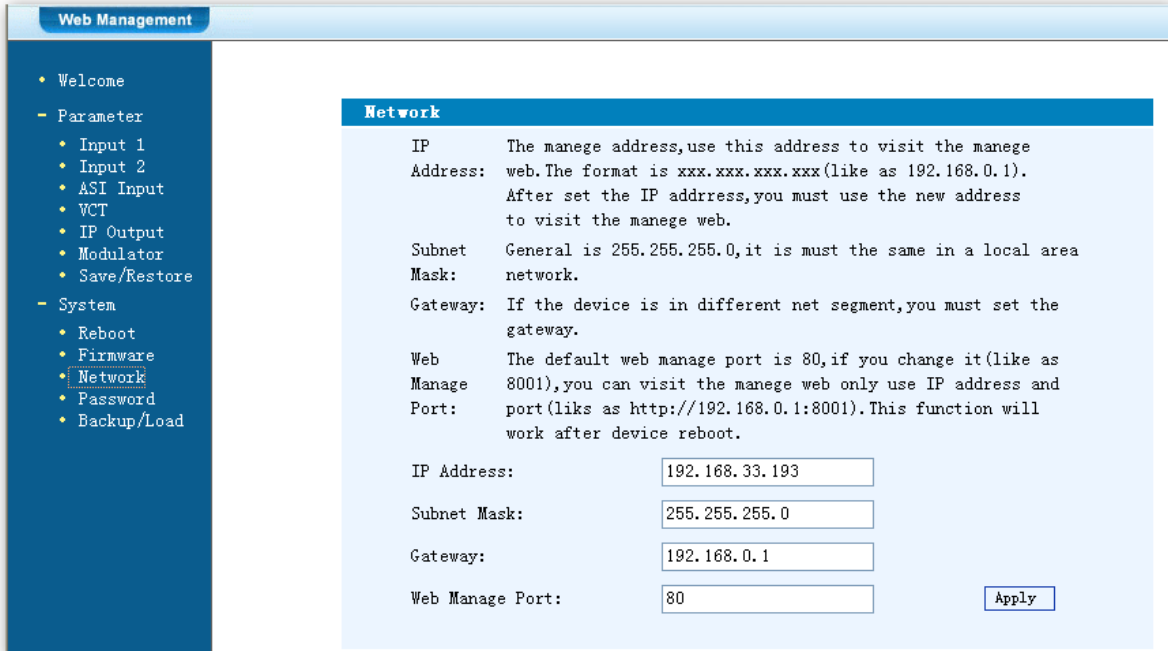 Web Management
Welcome
Parameter
Input 1
Input 2
ASI Input
VCT
IP Output
Modulator
Save/Restore
System
Reboot
Firmware
Network
Password
Backup/Load
Network
IP Address: The manege address,use this address to visit the manege
web.The format is xxx.xxx.xxx.xxx(like as 192.168.0.1).
After set the IP addrress,you must use the new address
to visit the manege web.
Subnet Mask: General is 255.255.255.0,it is must the same in a local area
network.
Gateway: If the device is in different net segment,you must set the
gateway.
Web Manage Port: The default web manage port is 80,if you change it(like as
8001),you can visit the manege web only use IP address and
port(liks as http://192.168.0.1:8001).This function will
work after device reboot.
IP Address: 192.168.33.193
Subnet Mask: 255.255.255.0
Gateway: 192.168.0.1
Web Manage Port: 80 Apply